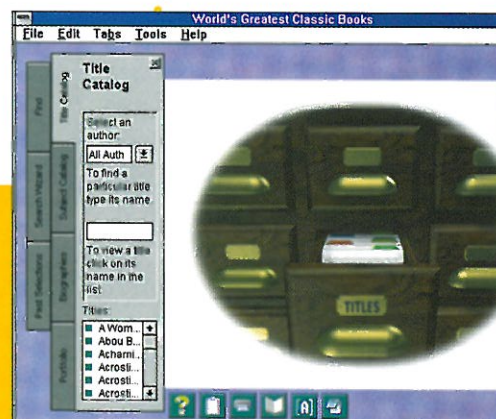 World's Greatest Classic Books
File Edit Tabs Tools Help
Find
Search Wizard
Past Selections
Title Catalog
Subject Catalog
Biographies
Portfolio
Title
Catalog
Select an
author:
All Auth
To find a
particular title
type its name.
To view a title
click on its
name in the
list.
Titles:
A Wom...
Abou B...
Acharni...
Acrosti...
Acrosti...
Acrosti...
TITLES
?
[A]